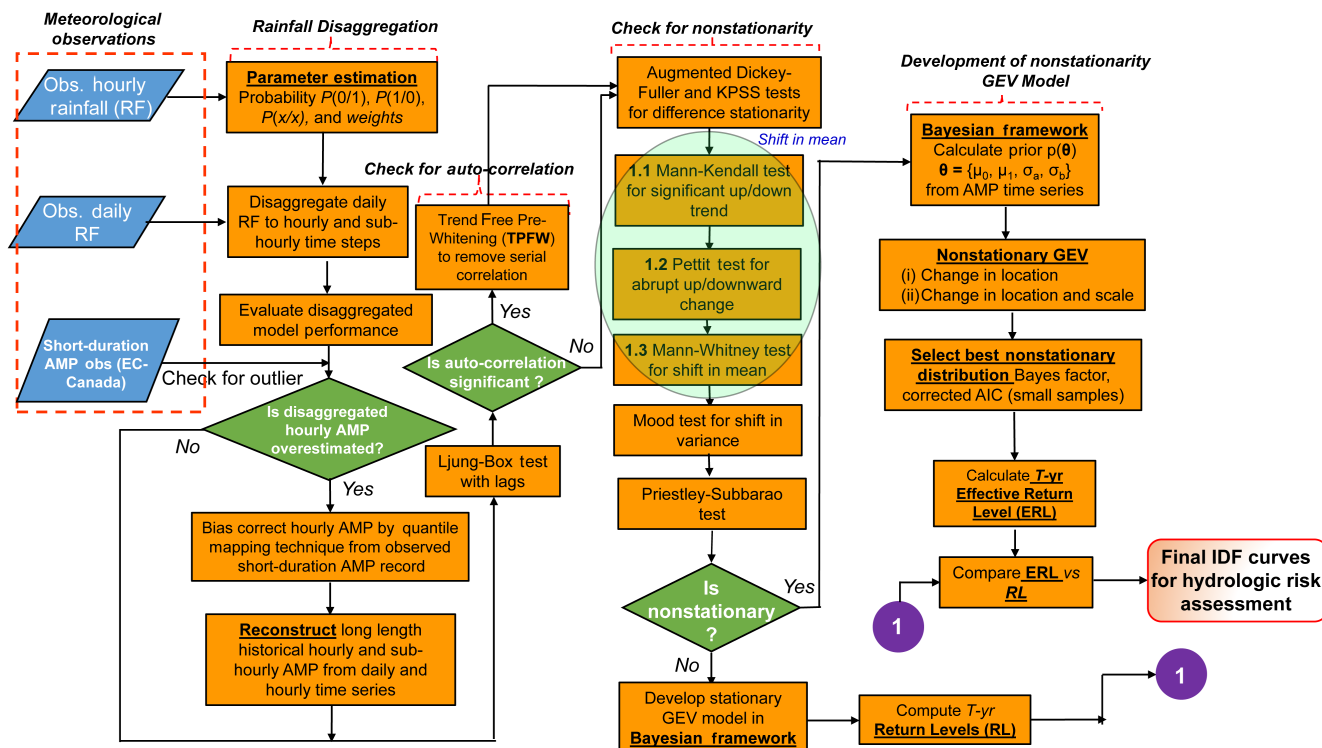 Meteorological
observations
Obs. hourly
rainfall (RF)
Obs. daily
RF
Short-duration
AMP obs (EC-
Canada)
Rainfall Disaggregation
Parameter estimation
Probability P(0/1), P(1/0),
P(x/x), and weights
Disaggregate daily
RF to hourly and sub-
hourly time steps
Evaluate disaggregated
model performance
Check for outlier
Is disaggregated
hourly AMP
overestimated?
No
Yes
Bias correct hourly AMP by quantile
mapping technique from observed
short-duration AMP record
Reconstruct long length
historical hourly and sub-
hourly AMP from daily and
hourly time series
Check for auto-correlation
Trend Free Pre-
Whitening (TPFW)
to remove serial
correlation
Yes
Is auto-correlation
significant ?
No
Ljung-Box test
with lags
Check for nonstationarity
Augmented Dickey-
Fuller and KPSS tests
for difference stationarity
Shift in mean
1.1 Mann-Kendall test
for significant up/down
trend
1.2 Pettit test for
abrupt up/downward
change
1.3 Mann-Whitney test
for shift in mean
Mood test for shift in
variance
Priestley-Subbarao
test
Is
nonstationary
?
Yes
No
Develop stationary
GEV model in
Bayesian framework
Compute T-yr
Return Levels (RL)
1
Development of nonstationarity
GEV Model
Bayesian framework
Calculate prior p(θ)
θ = {μ0, μ1, σa, σb}
from AMP time series
Nonstationary GEV
(i) Change in location
(ii)Change in location and scale
Select best nonstationary
distribution Bayes factor,
corrected AIC (small samples)
Calculate T-yr
Effective Return
Level (ERL)
Compare ERL vs
RL
1
Final IDF curves
for hydrologic risk
assessment